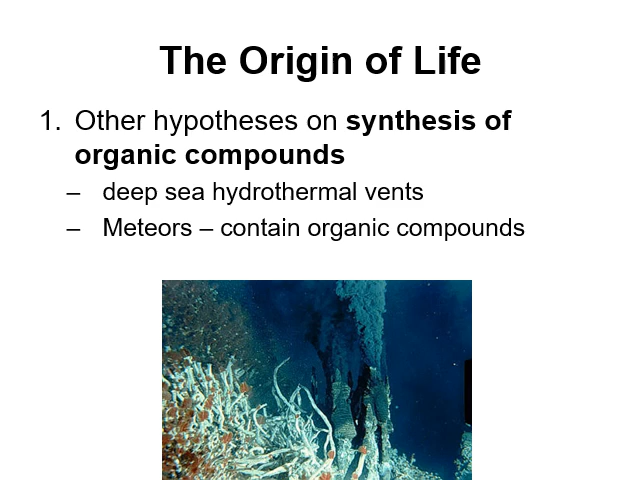 The Origin of Life
1. Other hypotheses on synthesis of
organic compounds
– deep sea hydrothermal vents
– Meteors – contain organic compounds